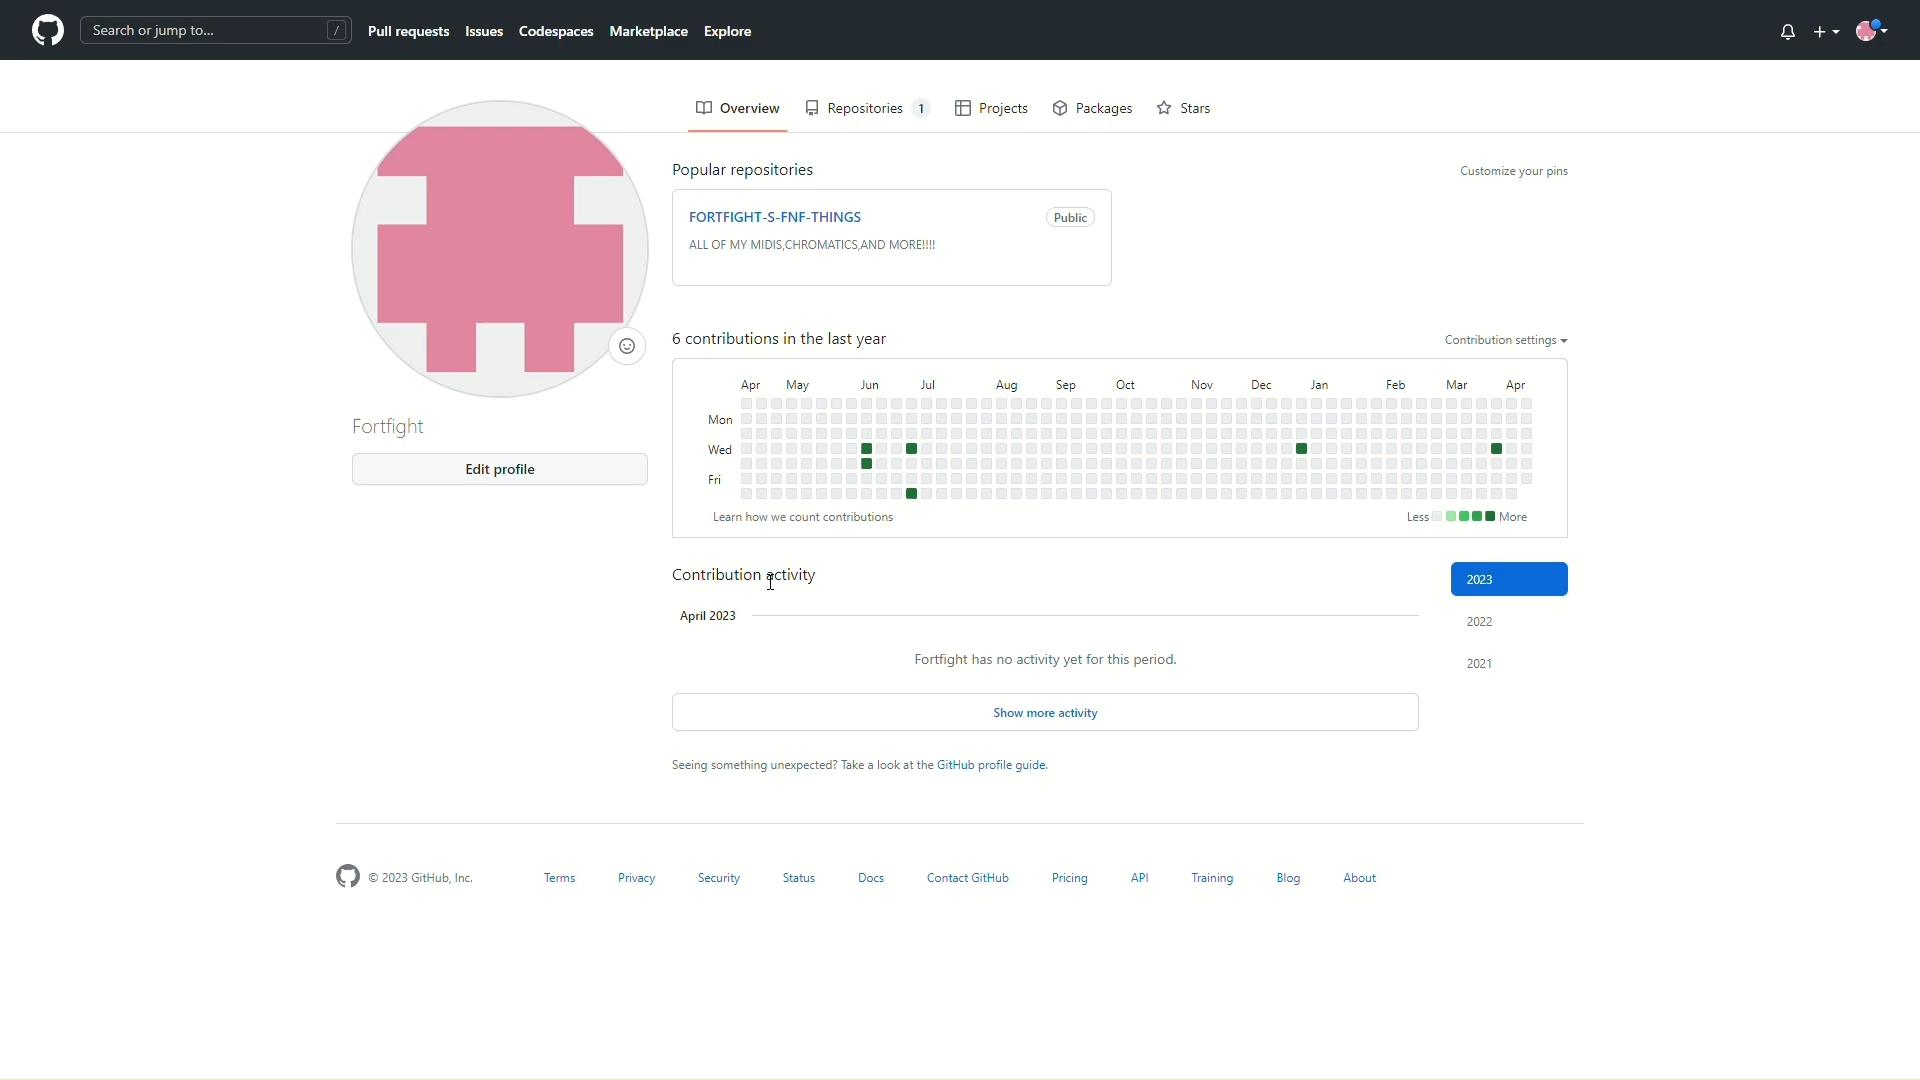 Search or jump to... /
Pull requests Issues Codespaces Marketplace Explore
Overview Repositories 1 Projects Packages Stars
Popular repositories
Customize your pins
FORTFIGHT-S-FNF-THINGS Public
ALL OF MY MIDIS,CHROMATICS,AND MORE!!!!
Fortfight
Edit profile
6 contributions in the last year
Contribution settings
Apr May Jun Jul Aug Sep Oct Nov Dec Jan Feb Mar Apr
Mon
Wed
Fri
Learn how we count contributions
Less More
Contribution activity
2023
2022
2021
April 2023
Fortfight has no activity yet for this period.
Show more activity
Seeing something unexpected? Take a look at the GitHub profile guide.
© 2023 GitHub, Inc. Terms Privacy Security Status Docs Contact GitHub Pricing API Training Blog About